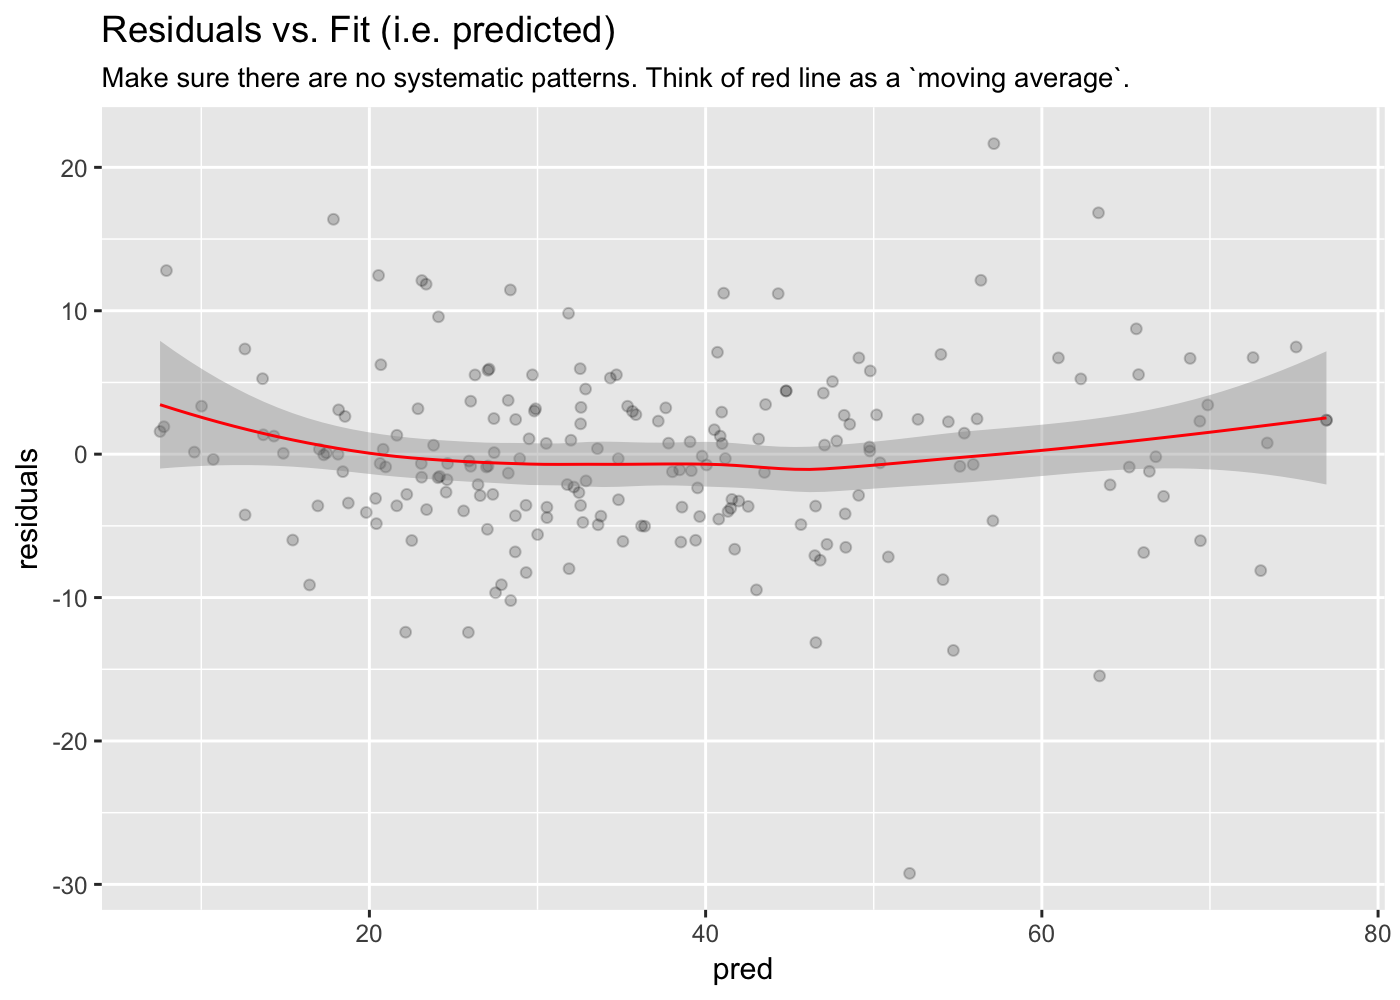 Residuals vs. Fit (i.e. predicted)
Make sure there are no systematic patterns. Think of red line as a `moving average`.
20
10
0
-10
-20
-30
residuals
20
40
60
80
pred